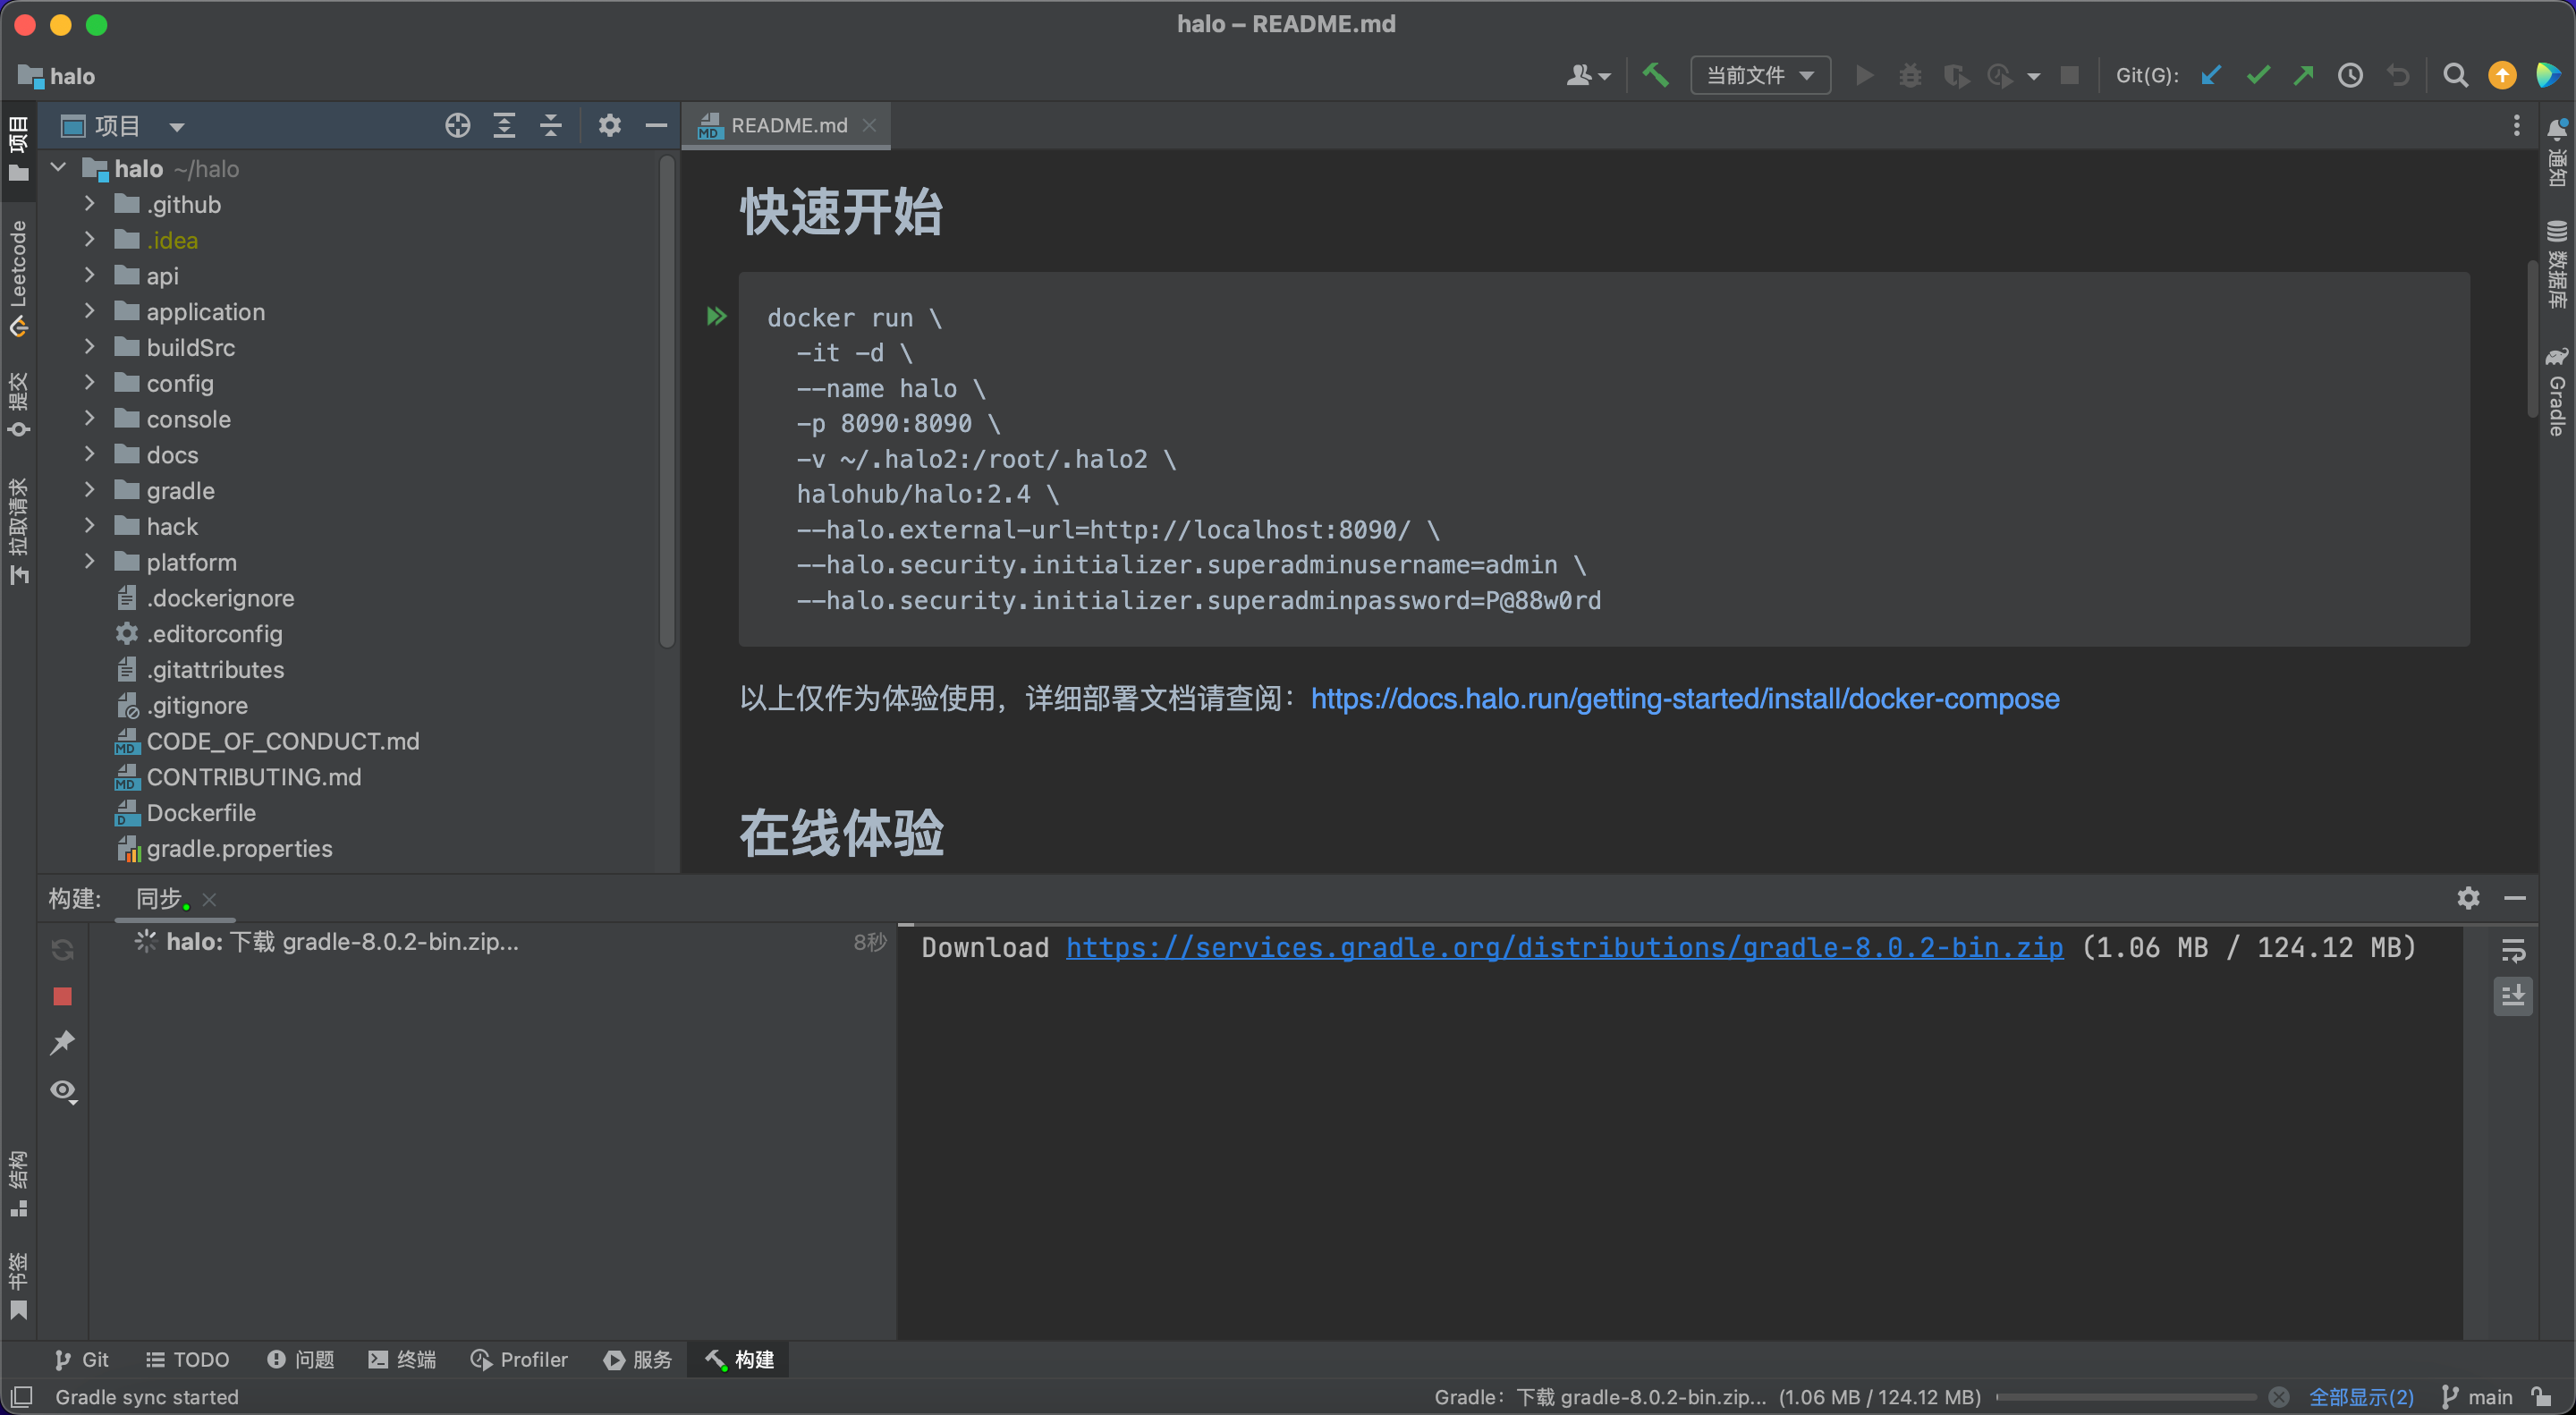 halo – README.md
halo
当前文件
Git(G):
项目
README.md
halo ~/halo
.github
.idea
api
application
buildSrc
config
console
docs
gradle
hack
platform
.dockerignore
.editorconfig
.gitattributes
.gitignore
CODE_OF_CONDUCT.md
CONTRIBUTING.md
Dockerfile
gradle.properties
项目
Leetcode
提交
拉取请求
结构
书签
快速开始
docker run \
-it -d \
--name halo \
-p 8090:8090 \
-v ~/.halo2:/root/.halo2 \
halohub/halo:2.4 \
--halo.external-url=http://localhost:8090/ \
--halo.security.initializer.superadminusername=admin \
--halo.security.initializer.superadminpassword=P@88w0rd
以上仅作为体验使用，详细部署文档请查阅：https://docs.halo.run/getting-started/install/docker-compose
在线体验
通知
数据库
Gradle
构建: 同步
halo: 下载 gradle-8.0.2-bin.zip... 8秒
Download https://services.gradle.org/distributions/gradle-8.0.2-bin.zip (1.06 MB / 124.12 MB)
Git TODO 问题 终端 Profiler 服务 构建
Gradle sync started
Gradle：下载 gradle-8.0.2-bin.zip... (1.06 MB / 124.12 MB) 全部显示(2) main